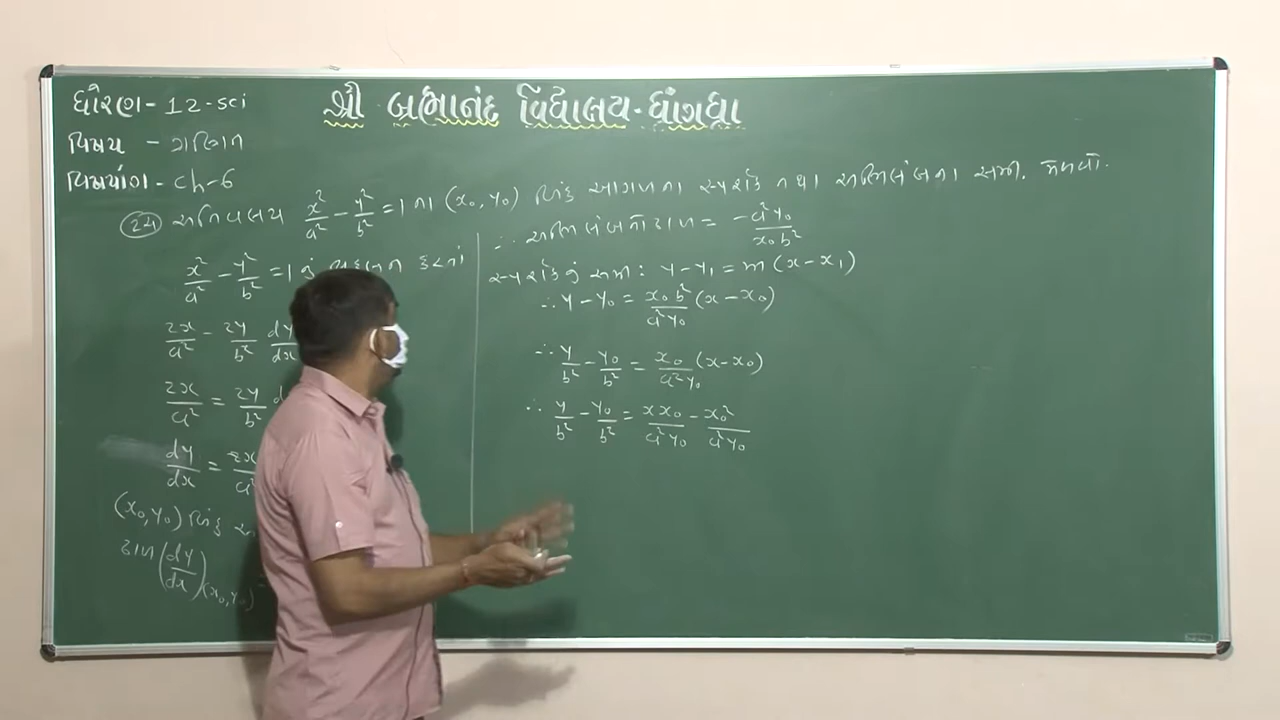 ધોરણ - 12-sci
શ્રી બ્રહ્માનંદ વિદ્યાલય - ધ્રાંગધ્રા
વિષય - ગણિત
વિષયાંગ - ch-6
(24) અતિવલય x²/a² - y²/b² = 1 ના (x₀, y₀) બિંદુ આગળના સ્પર્શક તથા અભિલંબના સમી. મેળવો.
x²/a² - y²/b² = 1 નું
2x/a² - 2y/b² dy/dx
2x/a² = 2y/b²
dy/dx =
(x₀, y₀) બિંદુ
ઢાળ (dy/dx)(x₀, y₀)
∴ અભિલંબનો ઢાળ = -a²y₀/x₀b²
સ્પર્શકનું સમી : y - y₁ = m(x - x₁)
∴ y - y₀ = x₀b²/a²y₀ (x - x₀)
∴ y/b² - y₀/b² = x₀/a²y₀ (x - x₀)
∴ y/b² - y₀/b² = xx₀/a²y₀ - x₀²/a²y₀